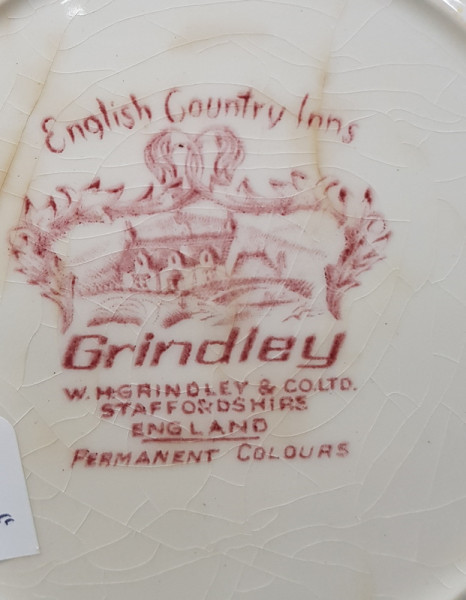 English Country Inns
Grindley
W.H.GRINDLEY & CO.LTD.
STAFFORDSHIRE
ENGLAND
PERMANENT COLOURS